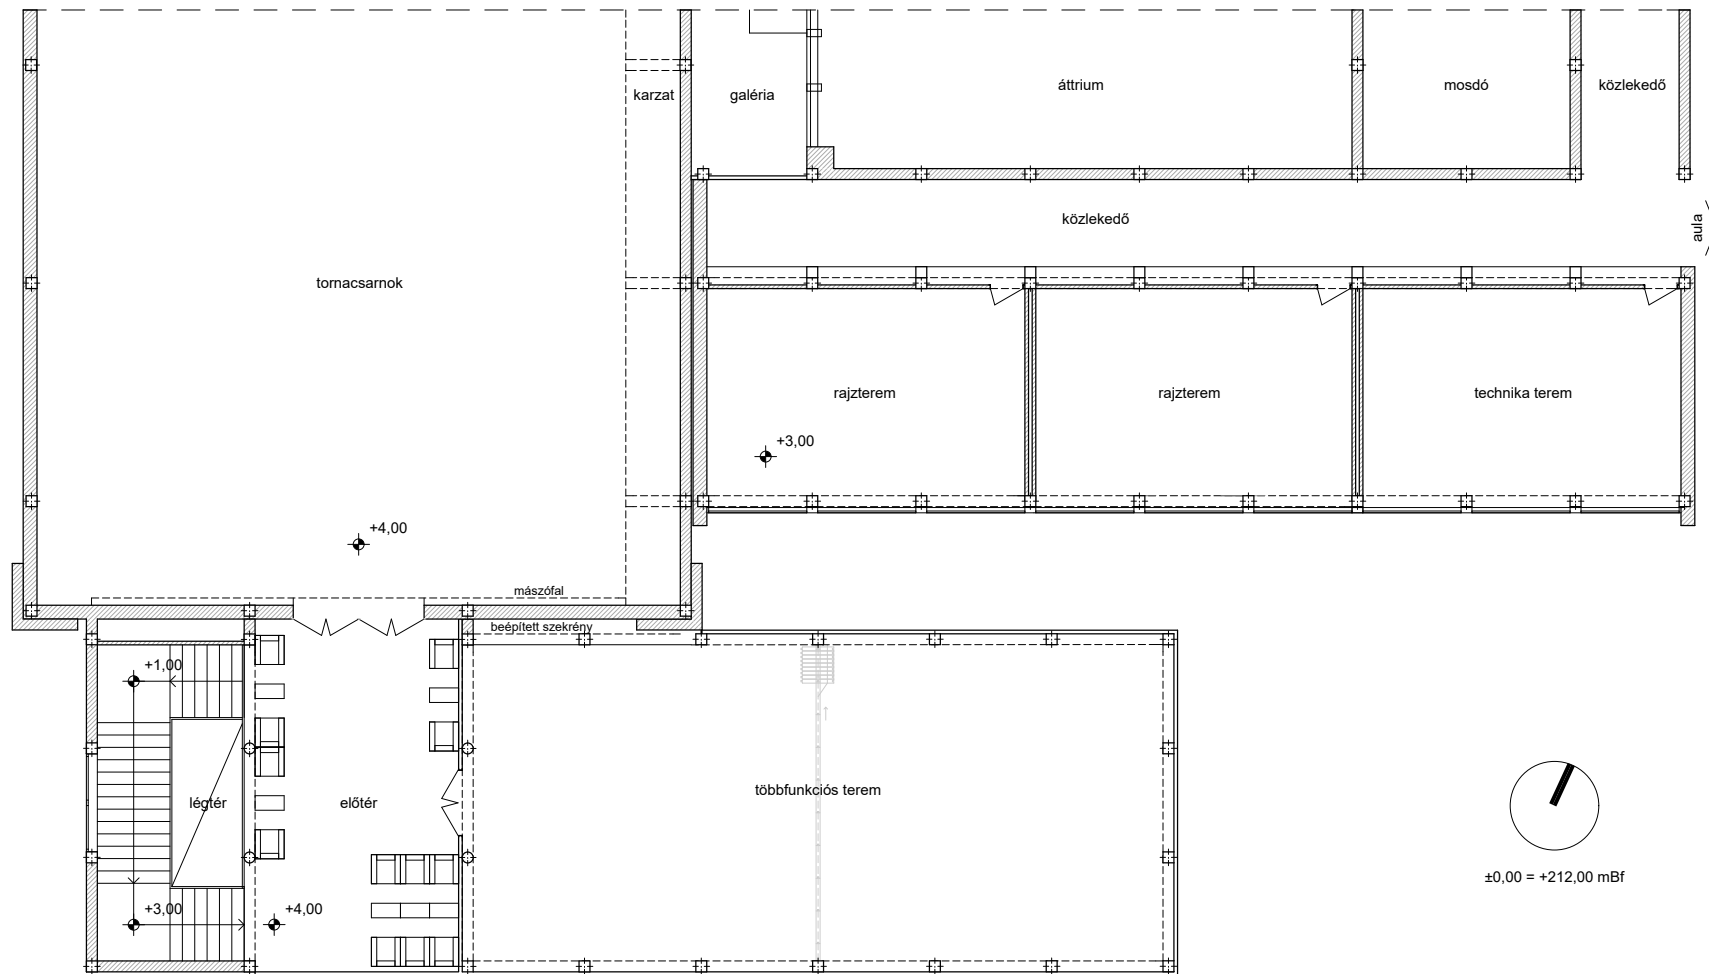 karzat
galéria
áttrium
mosdó
közlekedő
közlekedő
aula
tornacsarnok
rajzterem
rajzterem
technika terem
+3,00
+4,00
mászófal
beépített szekrény
+1,00
légtér
előtér
többfunkciós terem
+3,00
+4,00
±0,00 = +212,00 mBf